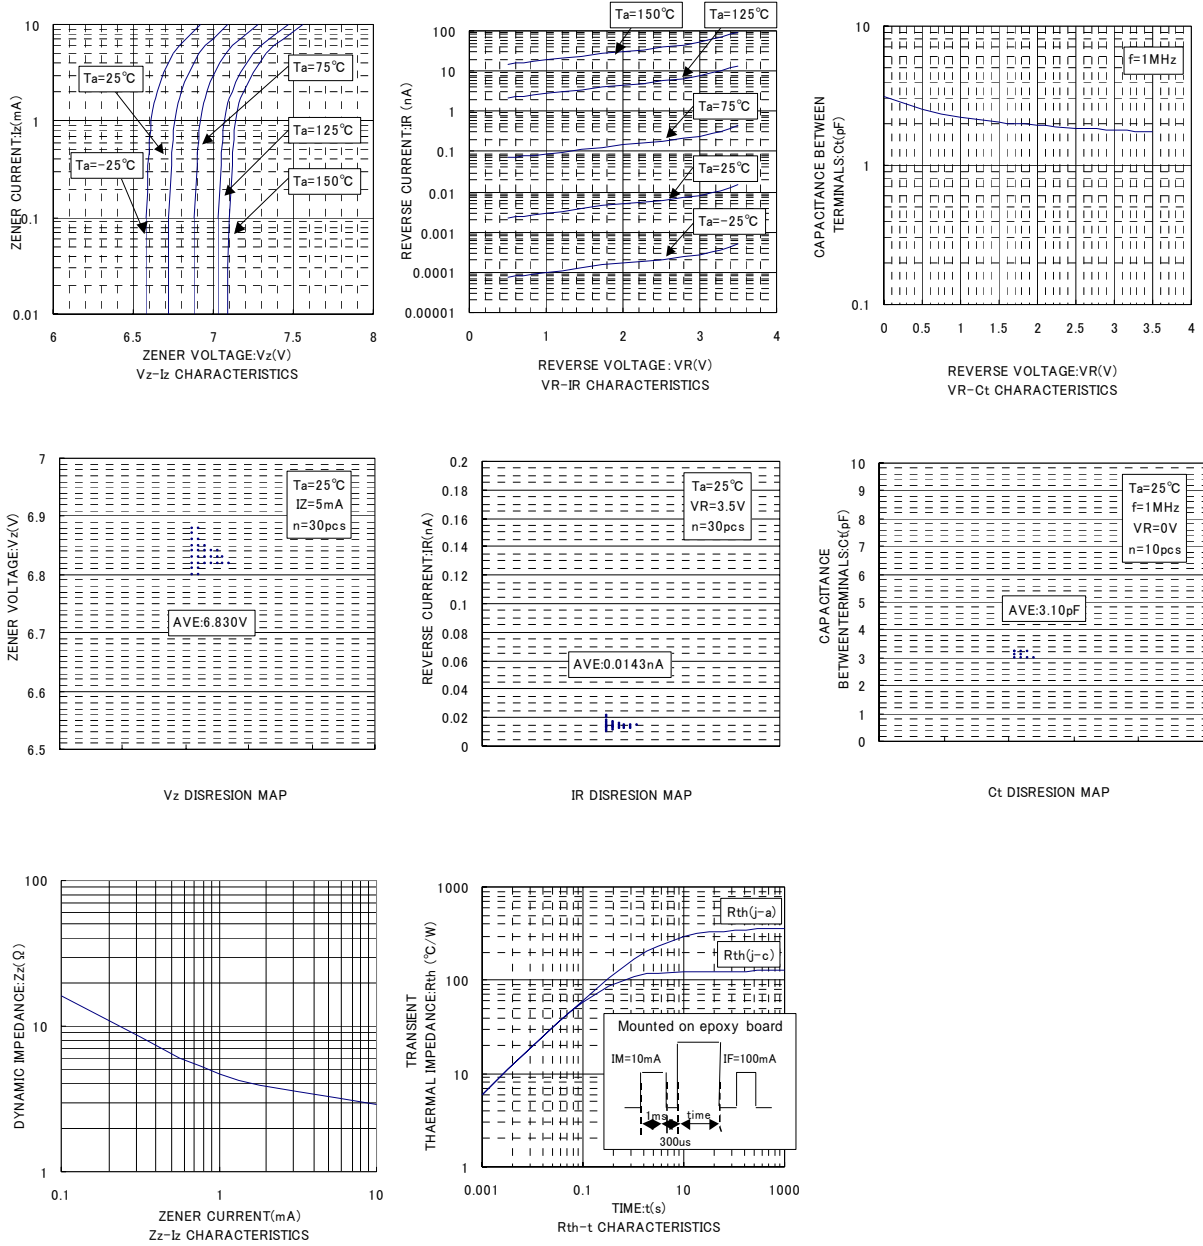 10
1
0.1
0.01
ZENER CURRENT:Iz(mA)
Ta=25℃
Ta=75℃
Ta=125℃
Ta=-25℃
Ta=150℃
6 6.5 7 7.5 8
ZENER VOLTAGE:Vz(V)
Vz-Iz CHARACTERISTICS
Ta=150℃
Ta=125℃
100
10
1
0.1
0.01
0.001
0.0001
0.00001
REVERSE CURRENT:IR (nA)
Ta=75℃
Ta=25℃
Ta=-25℃
0 1 2 3 4
REVERSE VOLTAGE: VR(V)
VR-IR CHARACTERISTICS
10
1
0.1
CAPACITANCE BETWEEN
TERMINALS:Ct(pF)
f=1MHz
0 0.5 1 1.5 2 2.5 3 3.5 4
REVERSE VOLTAGE:VR(V)
VR-Ct CHARACTERISTICS
7
6.9
6.8
6.7
6.6
6.5
ZENER VOLTAGE:Vz(V)
Ta=25℃
IZ=5mA
n=30pcs
AVE:6.830V
Vz DISRESION MAP
0.2
0.18
0.16
0.14
0.12
0.1
0.08
0.06
0.04
0.02
0
REVERSE CURRENT:IR(nA)
Ta=25℃
VR=3.5V
n=30pcs
AVE:0.0143nA
IR DISRESION MAP
10
9
8
7
6
5
4
3
2
1
0
CAPACITANCE
BETWEEN TERMINALS:Ct(pF)
Ta=25℃
f=1MHz
VR=0V
n=10pcs
AVE:3.10pF
Ct DISRESION MAP
100
10
1
DYNAMIC IMPEDANCE:Zz(Ω)
0.1 1 10
ZENER CURRENT(mA)
Zz-Iz CHARACTERISTICS
1000
100
10
1
TRANSIENT
THAERMAL IMPEDANCE:Rth (℃/W)
Rth(j-a)
Rth(j-c)
Mounted on epoxy board
IM=10mA
IF=100mA
1ms
time
300us
0.001 0.1 10 1000
TIME:t(s)
Rth-t CHARACTERISTICS